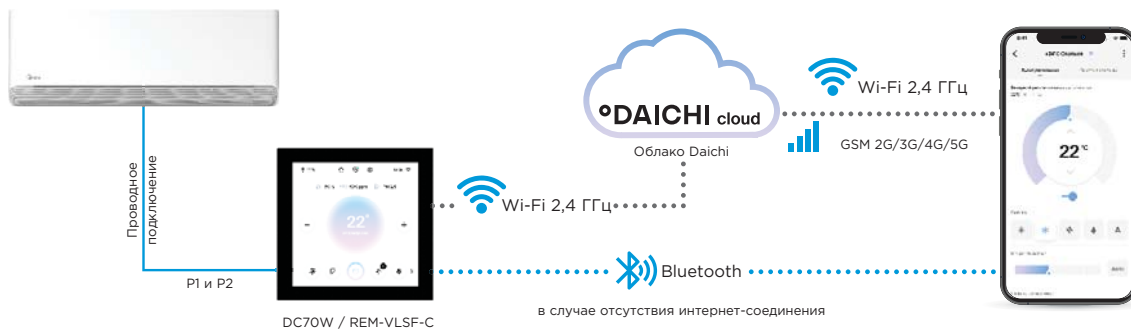 Проводное
подключение
P1 и P2
22°
DC70W / REM-VLSF-C
Wi-Fi 2,4 ГГц
°DAICHI cloud
Облако Daichi
Wi-Fi 2,4 ГГц
GSM 2G/3G/4G/5G
Bluetooth
в случае отсутствия интернет-соединения
22 °C